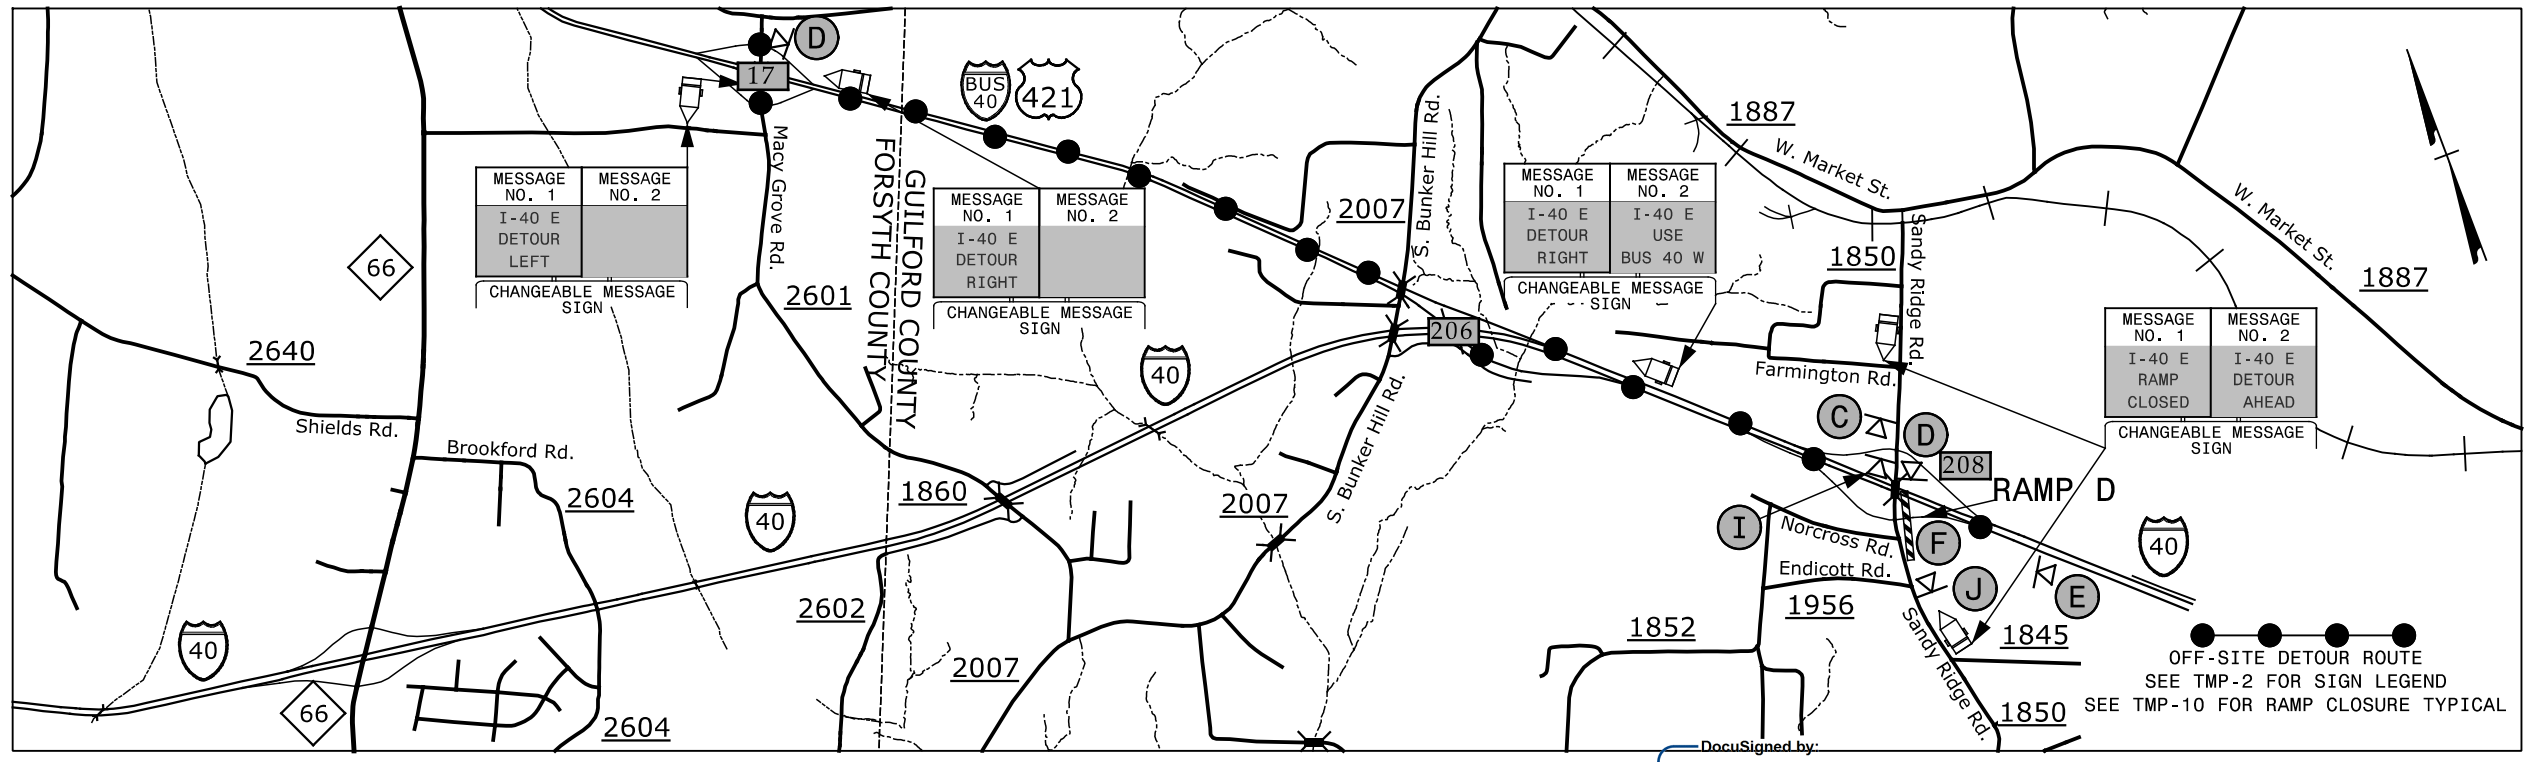 D
17
BUS
40
421
Macy Grove Rd.
FORSYTH COUNTY
GUILFORD COUNTY
MESSAGE
NO. 1
MESSAGE
NO. 2
I-40 E
DETOUR
LEFT
CHANGEABLE MESSAGE
SIGN
66
2601
MESSAGE
NO. 1
MESSAGE
NO. 2
I-40 E
DETOUR
RIGHT
CHANGEABLE MESSAGE
SIGN
2007
S. Bunker Hill Rd.
MESSAGE
NO. 1
MESSAGE
NO. 2
I-40 E
DETOUR
RIGHT
I-40 E
USE
BUS 40 W
CHANGEABLE MESSAGE
SIGN
1887
W. Market St.
1850
Sandy Ridge Rd.
W. Market St.
1887
MESSAGE
NO. 1
MESSAGE
NO. 2
I-40 E
RAMP
CLOSED
I-40 E
DETOUR
AHEAD
CHANGEABLE MESSAGE
SIGN
206
2640
Shields Rd.
40
Farmington Rd.
C
D
208
RAMP D
Brookford Rd.
2604
40
1860
2007
S. Bunker Hill Rd.
I
Norcross Rd.
F
40
Endicott Rd.
J
E
2602
1956
40
1852
Sandy Ridge Rd.
1845
2007
66
2604
1850
OFF-SITE DETOUR ROUTE
SEE TMP-2 FOR SIGN LEGEND
SEE TMP-10 FOR RAMP CLOSURE TYPICAL
DocuSigned by: